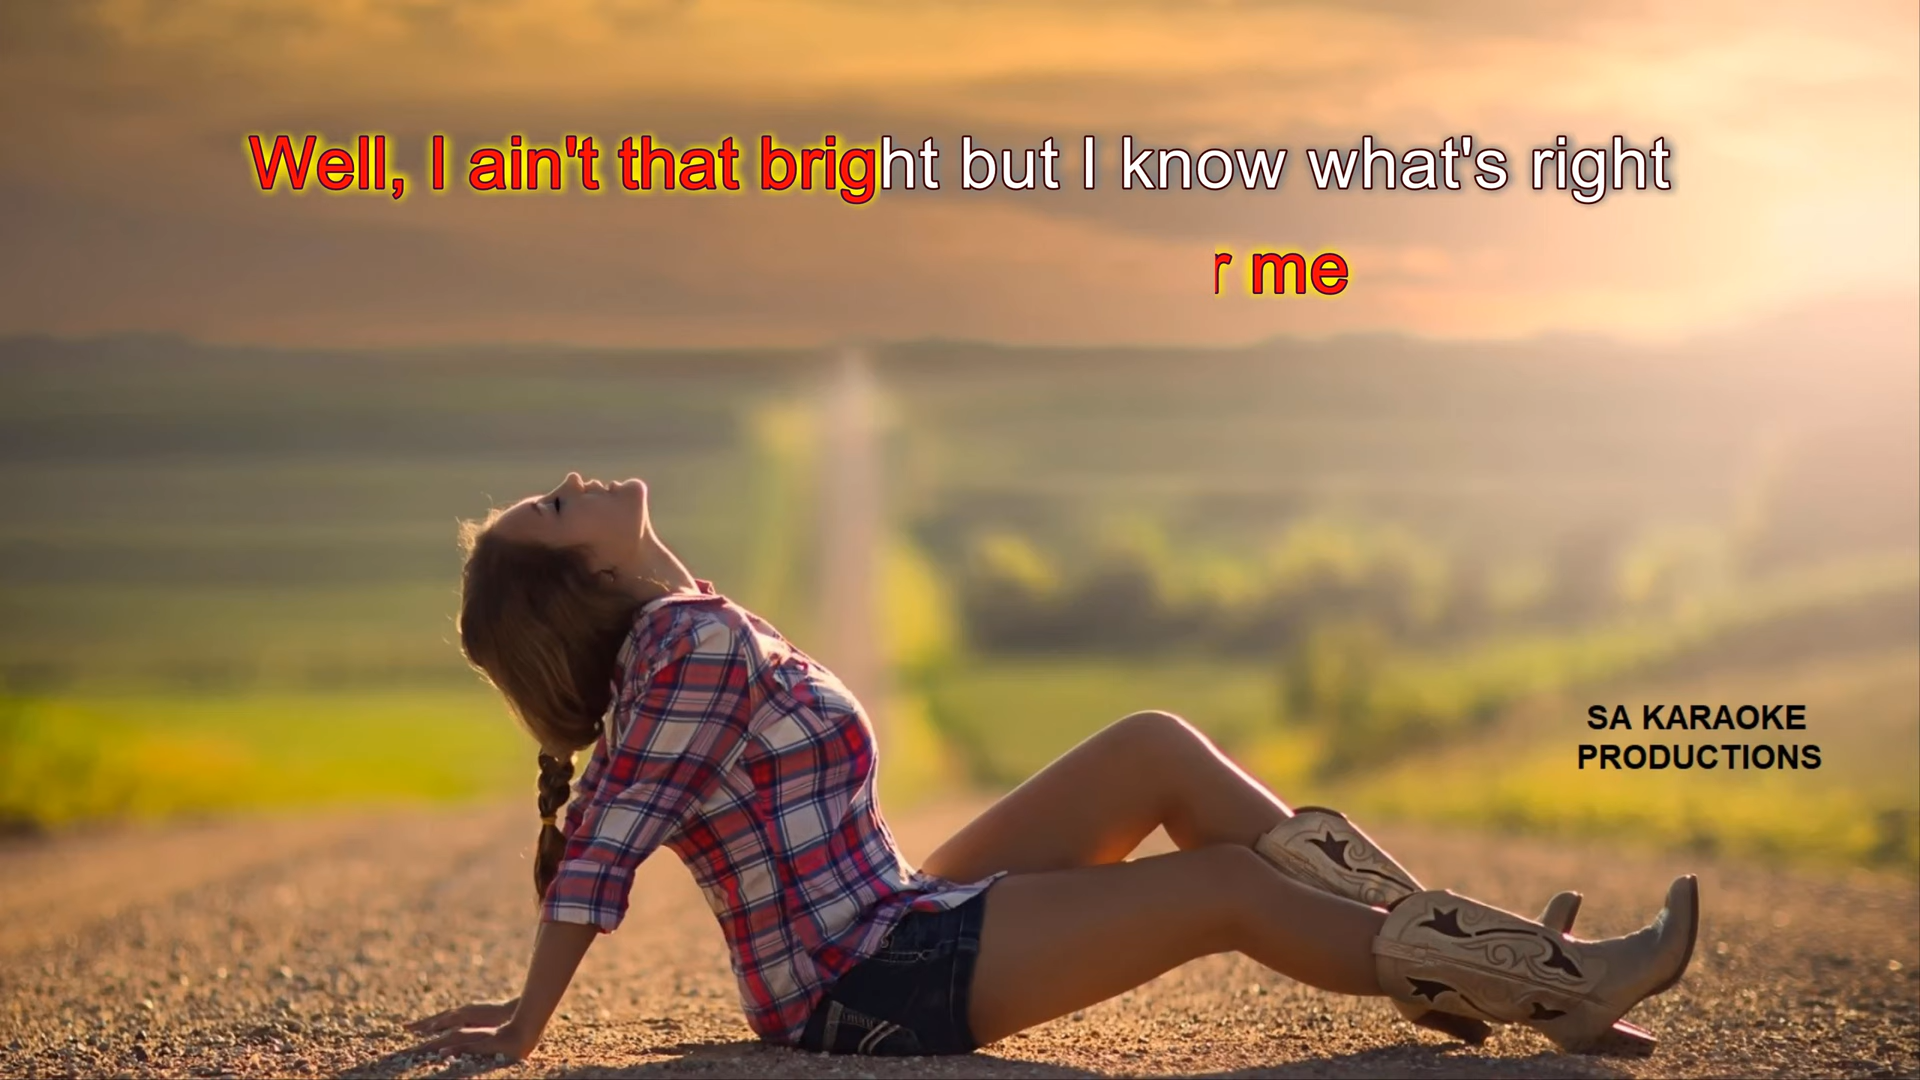 Well, I ain't that bright but I know what's right
r me
SA KARAOKE
PRODUCTIONS